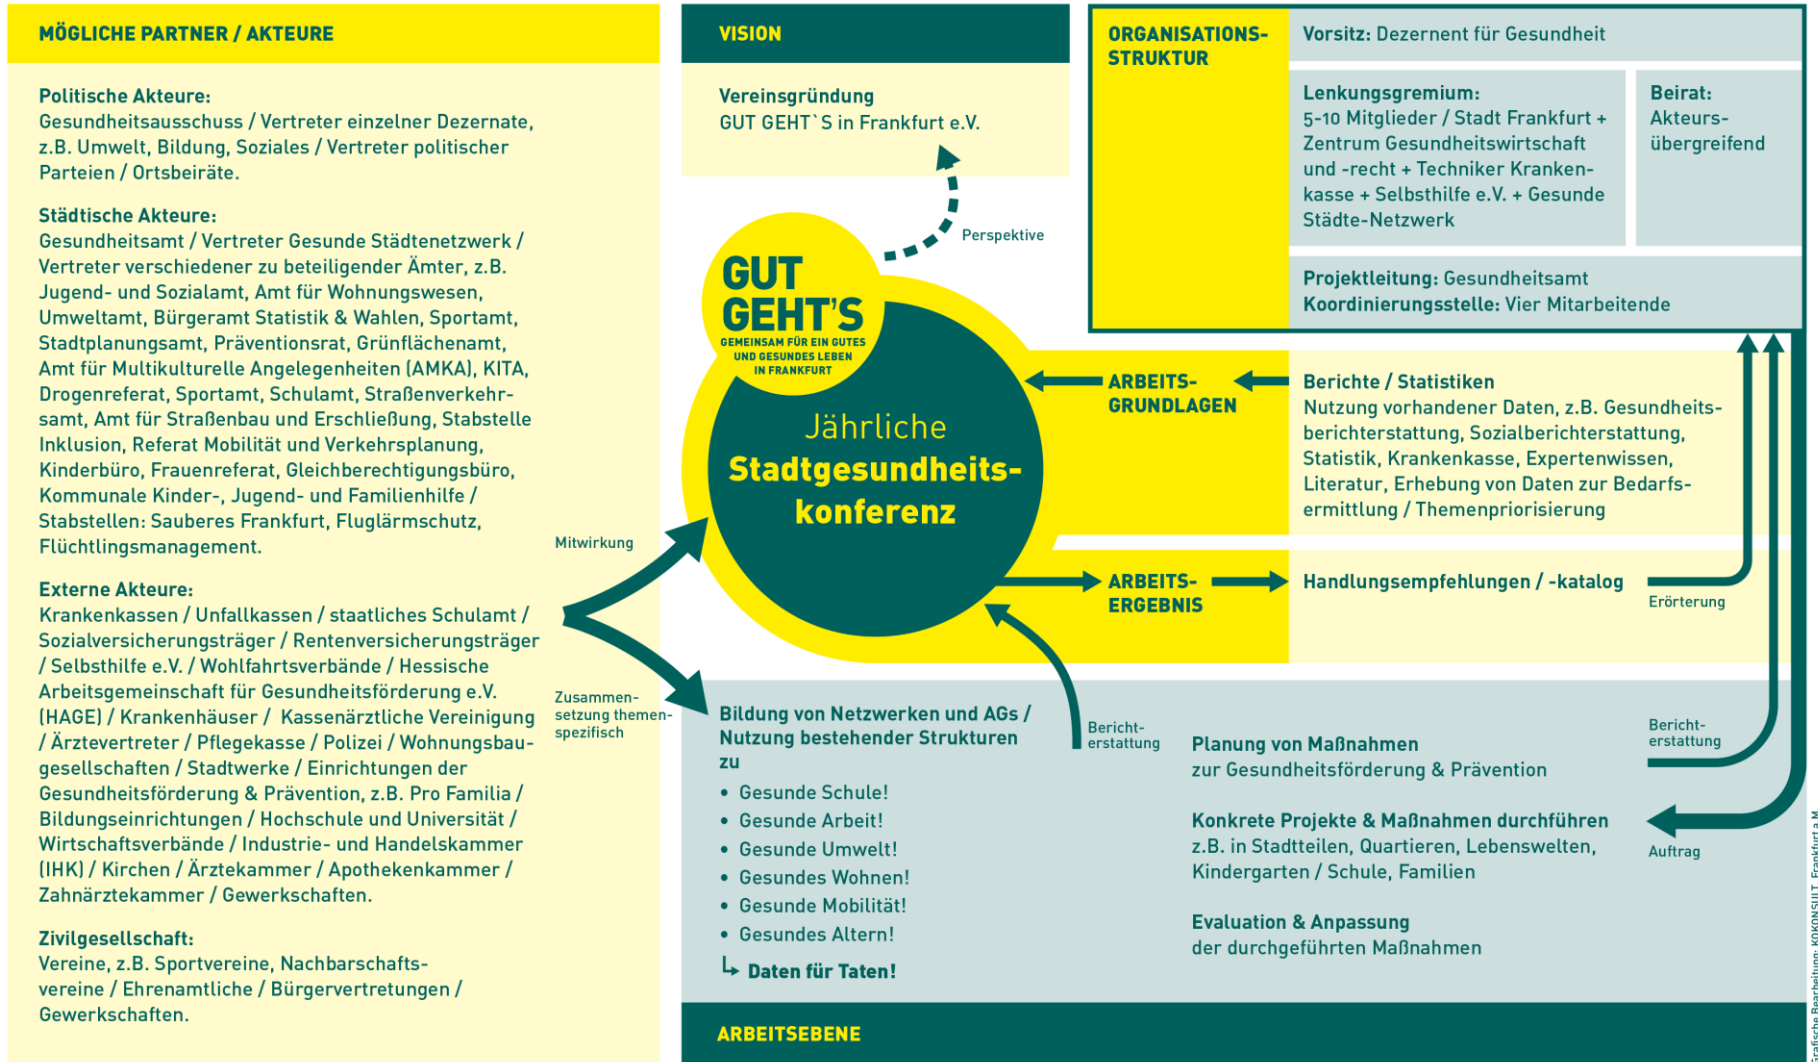 MÖGLICHE PARTNER / AKTEURE
Politische Akteure:
Gesundheitsausschuss / Vertreter einzelner Dezernate,
z.B. Umwelt, Bildung, Soziales / Vertreter politischer
Parteien / Ortsbeiräte.
Städtische Akteure:
Gesundheitsamt / Vertreter Gesunde Städtenetzwerk /
Vertreter verschiedener zu beteiligender Ämter, z.B.
Jugend- und Sozialamt, Amt für Wohnungswesen,
Umweltamt, Bürgeramt Statistik & Wahlen, Sportamt,
Stadtplanungsamt, Präventionsrat, Grünflächenamt,
Amt für Multikulturelle Angelegenheiten (AMKA), KITA,
Drogenreferat, Sportamt, Schulamt, Straßenverkehr-
samt, Amt für Straßenbau und Erschließung, Stabstelle
Inklusion, Referat Mobilität und Verkehrsplanung,
Kinderbüro, Frauenreferat, Gleichberechtigungsbüro,
Kommunale Kinder-, Jugend- und Familienhilfe /
Stabstellen: Sauberes Frankfurt, Fluglärmschutz,
Flüchtlingsmanagement.
Externe Akteure:
Krankenkassen / Unfallkassen / staatliches Schulamt /
Sozialversicherungsträger / Rentenversicherungsträger
/ Selbsthilfe e.V. / Wohlfahrtsverbände / Hessische
Arbeitsgemeinschaft für Gesundheitsförderung e.V.
(HAGE) / Krankenhäuser / Kassenärztliche Vereinigung
/ Ärztevertreter / Pflegekasse / Polizei / Wohnungsbau-
gesellschaften / Stadtwerke / Einrichtungen der
Gesundheitsförderung & Prävention, z.B. Pro Familia /
Bildungseinrichtungen / Hochschule und Universität /
Wirtschaftsverbände / Industrie- und Handelskammer
(IHK) / Kirchen / Ärztekammer / Apothekenkammer /
Zahnärztekammer / Gewerkschaften.
Zivilgesellschaft:
Vereine, z.B. Sportvereine, Nachbarschafts-
vereine / Ehrenamtliche / Bürgervertretungen /
Gewerkschaften.
Mitwirkung
Zusammen-
setzung themen-
spezifisch
VISION
Vereinsgründung
GUT GEHT`S in Frankfurt e.V.
Perspektive
GUT
GEHT'S
GEMEINSAM FÜR EIN GUTES
UND GESUNDES LEBEN
IN FRANKFURT
Jährliche
Stadtgesundheits-
konferenz
ORGANISATIONS-
STRUKTUR
Vorsitz: Dezernent für Gesundheit
Lenkungsgremium:
5-10 Mitglieder / Stadt Frankfurt +
Zentrum Gesundheitswirtschaft
und -recht + Techniker Kranken-
kasse + Selbsthilfe e.V. + Gesunde
Städte-Netzwerk
Beirat:
Akteurs-
übergreifend
Projektleitung: Gesundheitsamt
Koordinierungsstelle: Vier Mitarbeitende
ARBEITS-
GRUNDLAGEN
Berichte / Statistiken
Nutzung vorhandener Daten, z.B. Gesundheits-
berichterstattung, Sozialberichterstattung,
Statistik, Krankenkasse, Expertenwissen,
Literatur, Erhebung von Daten zur Bedarfs-
ermittlung / Themenpriorisierung
ARBEITS-
ERGEBNIS
Handlungsempfehlungen / -katalog
Erörterung
Bildung von Netzwerken und AGs /
Nutzung bestehender Strukturen
zu
• Gesunde Schule!
• Gesunde Arbeit!
• Gesunde Umwelt!
• Gesundes Wohnen!
• Gesunde Mobilität!
• Gesundes Altern!
Daten für Taten!
Bericht-
erstattung
Planung von Maßnahmen
zur Gesundheitsförderung & Prävention
Konkrete Projekte & Maßnahmen durchführen
z.B. in Stadtteilen, Quartieren, Lebenswelten,
Kindergarten / Schule, Familien
Evaluation & Anpassung
der durchgeführten Maßnahmen
Bericht-
erstattung
Auftrag
ARBEITSEBENE
Grafische Bearbeitung: KOKONSULT, Frankfurt a.M.